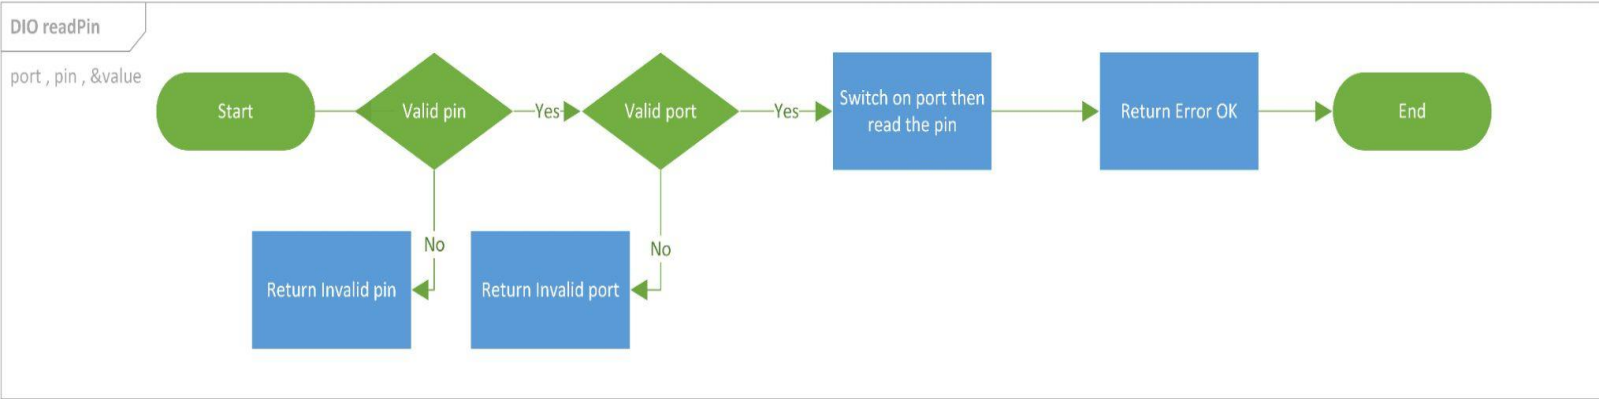 DIO readPin
port , pin , &value
Start
Valid pin
Yes
Valid port
Yes
Switch on port then
read the pin
Return Error OK
End
No
Return Invalid pin
No
Return Invalid port